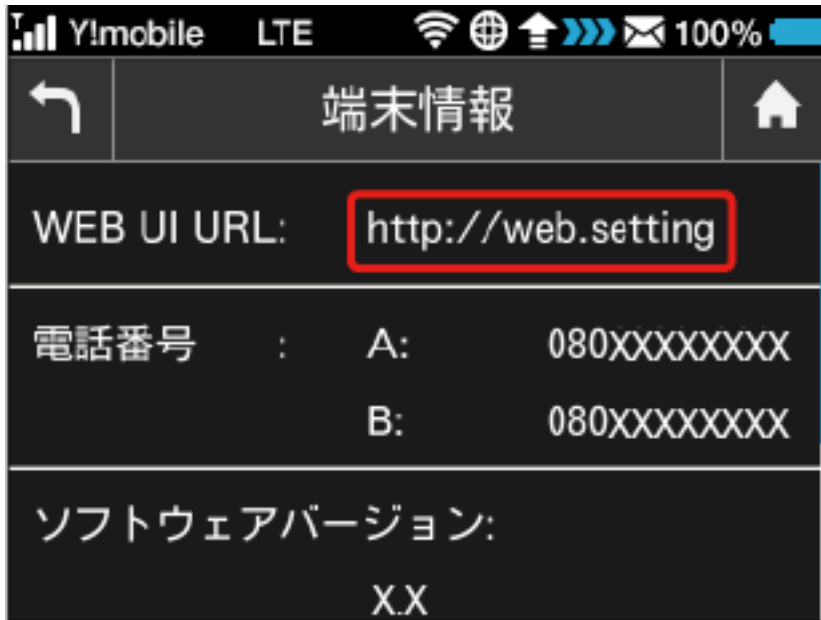 Y!mobile LTE 100%
端末情報
WEB UI URL: http://web.setting
電話番号 : A: 080XXXXXXXX
B: 080XXXXXXXX
ソフトウェアバージョン:
X.X